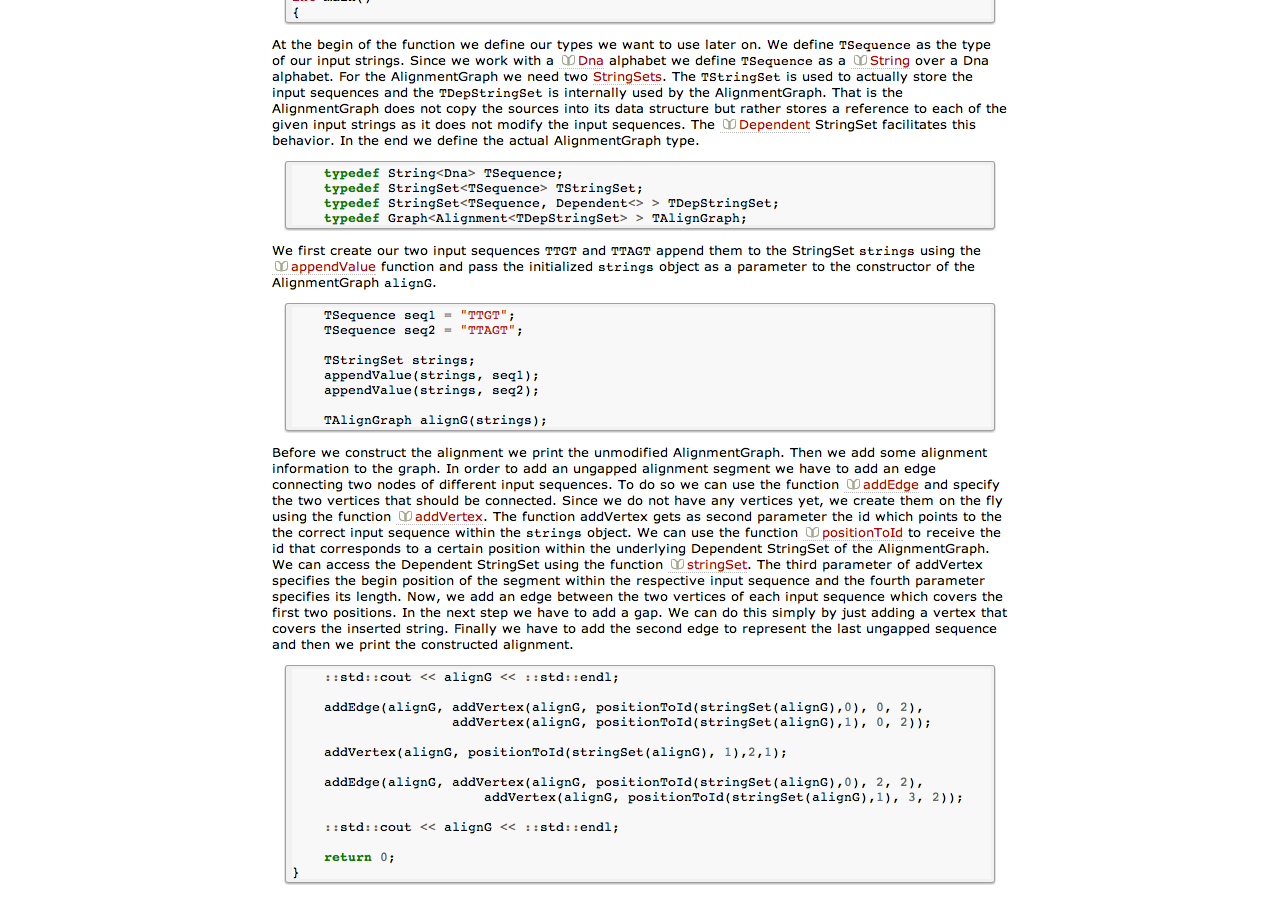 {
At the begin of the function we define our types we want to use later on. We define TSequence as the type
of our input strings. Since we work with a Dna alphabet we define TSequence as a String over a Dna
alphabet. For the AlignmentGraph we need two StringSets. The TStringSet is used to actually store the
input sequences and the TDepStringSet is internally used by the AlignmentGraph. That is the
AlignmentGraph does not copy the sources into its data structure but rather stores a reference to each of the
given input strings as it does not modify the input sequences. The Dependent StringSet facilitates this
behavior. In the end we define the actual AlignmentGraph type.
typedef String<Dna> TSequence;
typedef StringSet<TSequence> TStringSet;
typedef StringSet<TSequence, Dependent<> > TDepStringSet;
typedef Graph<Alignment<TDepStringSet> > TAlignGraph;
We first create our two input sequences TTGT and TTAGT append them to the StringSet strings using the
appendValue function and pass the initialized strings object as a parameter to the constructor of the
AlignmentGraph alignG.
TSequence seq1 = "TTGT";
TSequence seq2 = "TTAGT";
TStringSet strings;
appendValue(strings, seq1);
appendValue(strings, seq2);
TAlignGraph alignG(strings);
Before we construct the alignment we print the unmodified AlignmentGraph. Then we add some alignment
information to the graph. In order to add an ungapped alignment segment we have to add an edge
connecting two nodes of different input sequences. To do so we can use the function addEdge and specify
the two vertices that should be connected. Since we do not have any vertices yet, we create them on the fly
using the function addVertex. The function addVertex gets as second parameter the id which points to the
the correct input sequence within the strings object. We can use the function positionToId to receive the
id that corresponds to a certain position within the underlying Dependent StringSet of the AlignmentGraph.
We can access the Dependent StringSet using the function stringSet. The third parameter of addVertex
specifies the begin position of the segment within the respective input sequence and the fourth parameter
specifies its length. Now, we add an edge between the two vertices of each input sequence which covers the
first two positions. In the next step we have to add a gap. We can do this simply by just adding a vertex that
covers the inserted string. Finally we have to add the second edge to represent the last ungapped sequence
and then we print the constructed alignment.
::std::cout << alignG << ::std::endl;
addEdge(alignG, addVertex(alignG, positionToId(stringSet(alignG),0), 0, 2),
addVertex(alignG, positionToId(stringSet(alignG),1), 0, 2));
addVertex(alignG, positionToId(stringSet(alignG), 1),2,1);
addEdge(alignG, addVertex(alignG, positionToId(stringSet(alignG),0), 2, 2),
addVertex(alignG, positionToId(stringSet(alignG),1), 3, 2));
::std::cout << alignG << ::std::endl;
return 0;
}